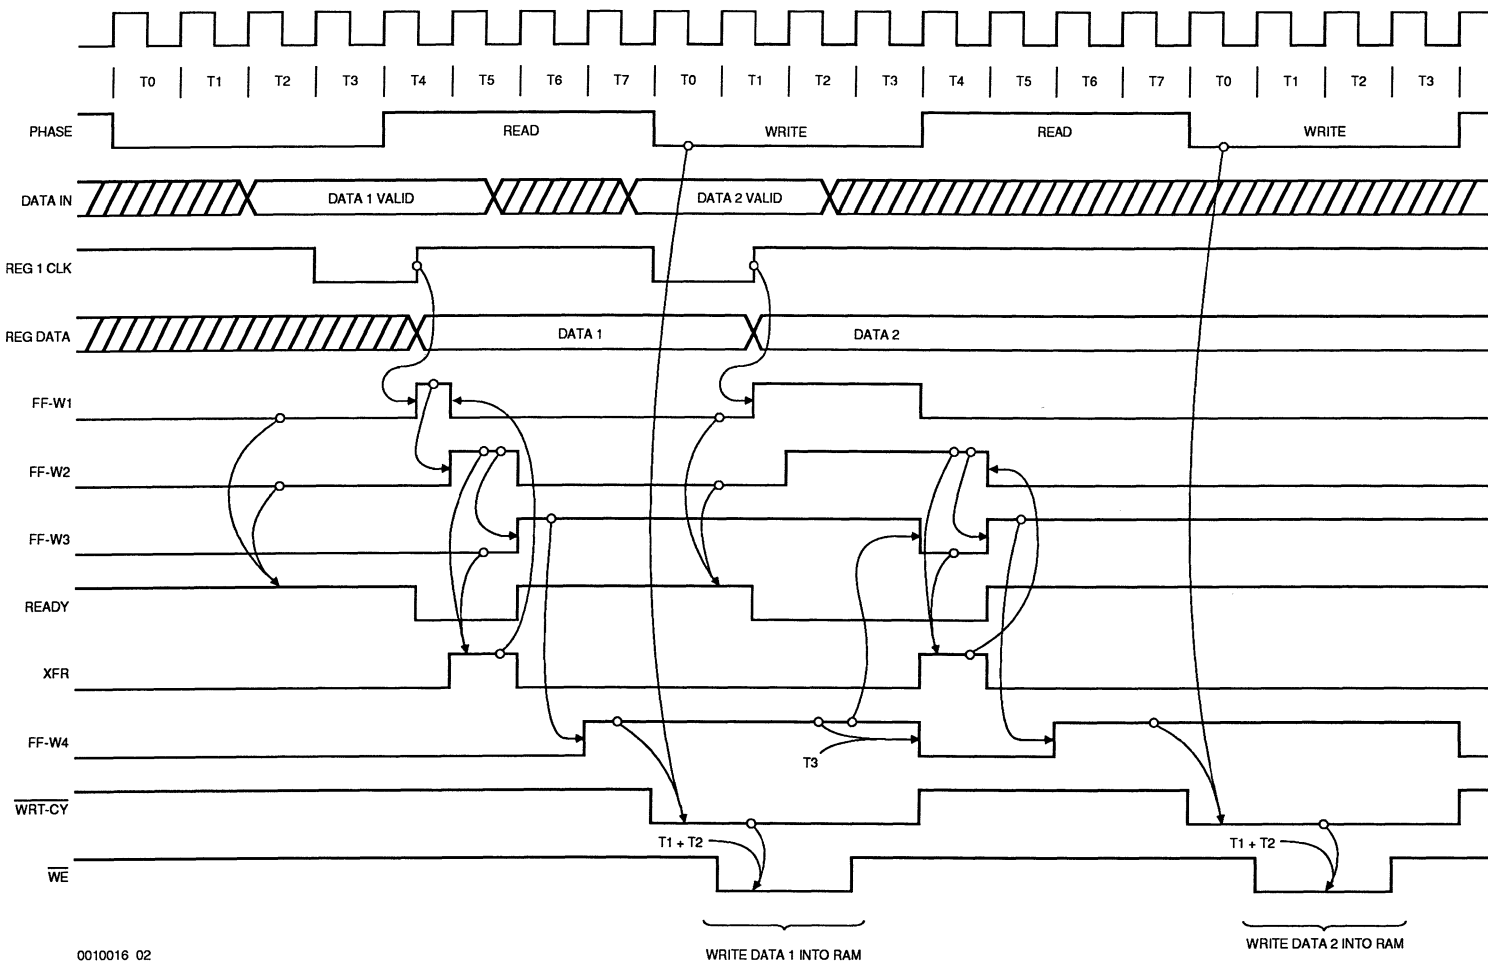 T0 T1 T2 T3 T4 T5 T6 T7 T0 T1 T2 T3 T4 T5 T6 T7 T0 T1 T2 T3
PHASE READ WRITE READ WRITE
DATA IN DATA 1 VALID DATA 2 VALID
REG 1 CLK
REG DATA DATA 1 DATA 2
FF-W1
FF-W2
FF-W3
READY
XFR
FF-W4
T3
WRT-CY
T1 + T2 T1 + T2
WE
WRITE DATA 1 INTO RAM WRITE DATA 2 INTO RAM
0010016 02